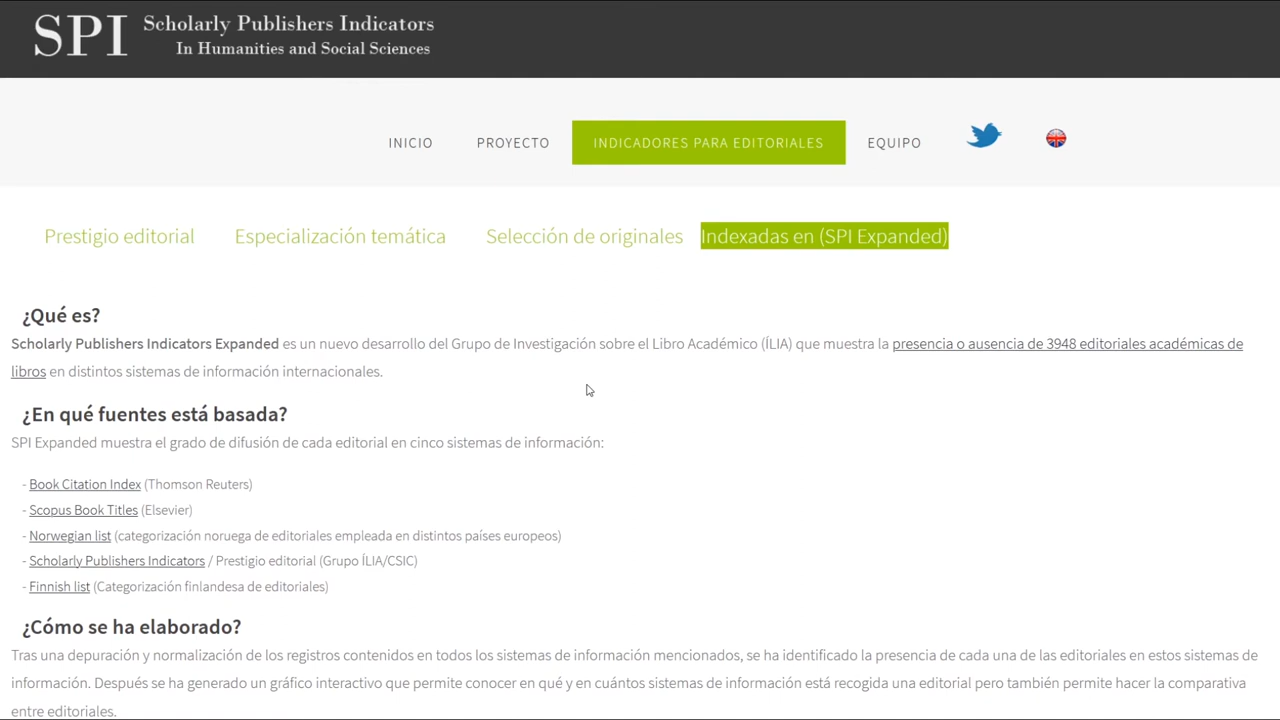 SPI Scholarly Publishers Indicators
In Humanities and Social Sciences
INICIO PROYECTO INDICADORES PARA EDITORIALES EQUIPO
Prestigio editorial Especialización temática Selección de originales Indexadas en (SPI Expanded)
¿Qué es?
Scholarly Publishers Indicators Expanded es un nuevo desarrollo del Grupo de Investigación sobre el Libro Académico (ÍLIA) que muestra la presencia o ausencia de 3948 editoriales académicas de
libros en distintos sistemas de información internacionales.
¿En qué fuentes está basada?
SPI Expanded muestra el grado de difusión de cada editorial en cinco sistemas de información:
- Book Citation Index (Thomson Reuters)
- Scopus Book Titles (Elsevier)
- Norwegian list (categorización noruega de editoriales empleada en distintos países europeos)
- Scholarly Publishers Indicators / Prestigio editorial (Grupo ÍLIA/CSIC)
- Finnish list (Categorización finlandesa de editoriales)
¿Cómo se ha elaborado?
Tras una depuración y normalización de los registros contenidos en todos los sistemas de información mencionados, se ha identificado la presencia de cada una de las editoriales en estos sistemas de
información. Después se ha generado un gráfico interactivo que permite conocer en qué y en cuántos sistemas de información está recogida una editorial pero también permite hacer la comparativa
entre editoriales.